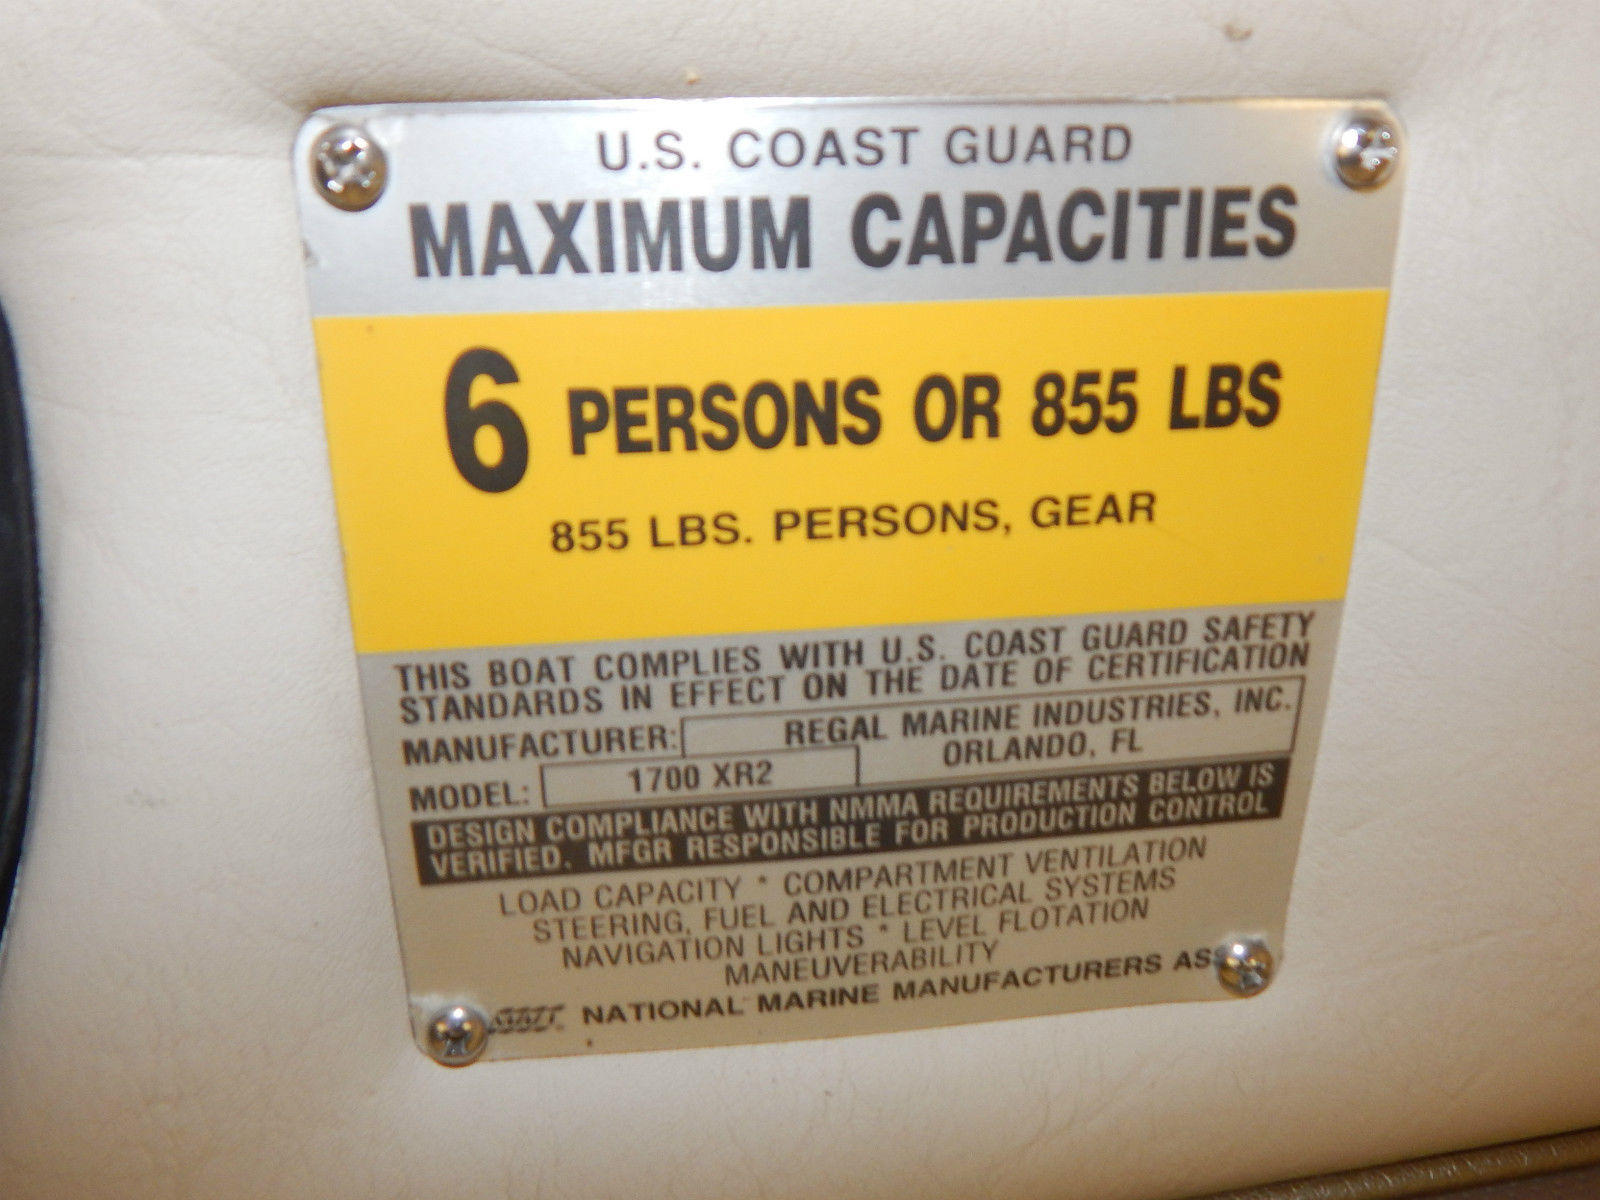 U.S. COAST GUARD
MAXIMUM CAPACITIES
6 PERSONS OR 855 LBS
855 LBS. PERSONS, GEAR
THIS BOAT COMPLIES WITH U.S. COAST GUARD SAFETY
STANDARDS IN EFFECT ON THE DATE OF CERTIFICATION
MANUFACTURER: REGAL MARINE INDUSTRIES, INC.
ORLANDO, FL
MODEL: 1700 XR2
DESIGN COMPLIANCE WITH NMMA REQUIREMENTS BELOW IS
VERIFIED. MFGR RESPONSIBLE FOR PRODUCTION CONTROL
LOAD CAPACITY * COMPARTMENT VENTILATION
STEERING, FUEL AND ELECTRICAL SYSTEMS
NAVIGATION LIGHTS * LEVEL FLOTATION
MANEUVERABILITY
NATIONAL MARINE MANUFACTURERS